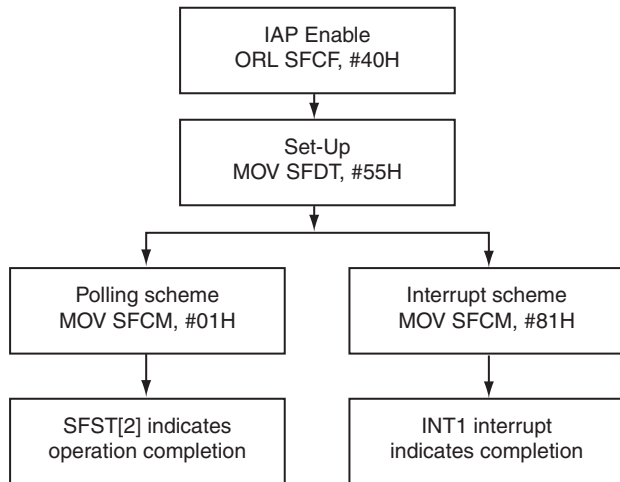 IAP Enable
ORL SFCF, #40H
Set-Up
MOV SFDT, #55H
Polling scheme
MOV SFCM, #01H
Interrupt scheme
MOV SFCM, #81H
SFST[2] indicates
operation completion
INT1 interrupt
indicates completion